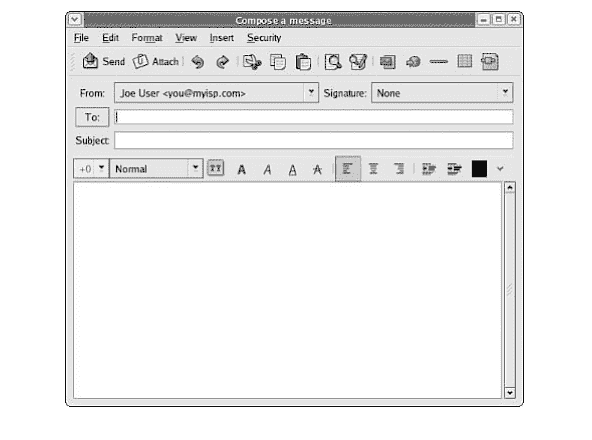 Compose a message
File Edit Format View Insert Security
Send Attach
From: Joe User <you@myisp.com> Signature: None
To:
Subject:
+0 Normal TT A A A A